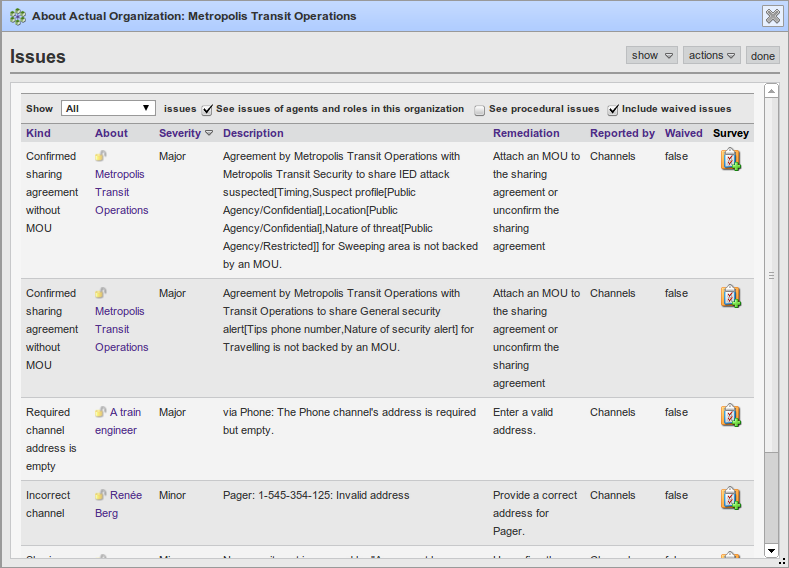 About Actual Organization: Metropolis Transit Operations
Issues
show actions done
Show All issues See issues of agents and roles in this organization See procedural issues Include waived issues
Kind About Severity Description Remediation Reported by Waived Survey
Confirmed sharing agreement without MOU
Metropolis Transit Operations
Major
Agreement by Metropolis Transit Operations with
Metropolis Transit Security to share IED attack
suspected[Timing,Suspect profile[Public
Agency/Confidential],Location[Public
Agency/Confidential],Nature of threat[Public
Agency/Restricted]] for Sweeping area is not backed
by an MOU.
Attach an MOU to
the sharing
agreement or
unconfirm the
sharing
agreement
Channels
false
Confirmed sharing agreement without MOU
Metropolis Transit Operations
Major
Agreement by Metropolis Transit Operations with
Transit Operations to share General security
alert[Tips phone number,Nature of security alert] for
Travelling is not backed by an MOU.
Attach an MOU to
the sharing
agreement or
unconfirm the
sharing
agreement
Channels
false
Required
channel
address is
empty
A train
engineer
Major
via Phone: The Phone channel's address is required
but empty.
Enter a valid
address.
Channels
false
Incorrect
channel
Renée
Berg
Minor
Pager: 1-545-354-125: Invalid address
Provide a correct
address for
Pager.
Channels
false